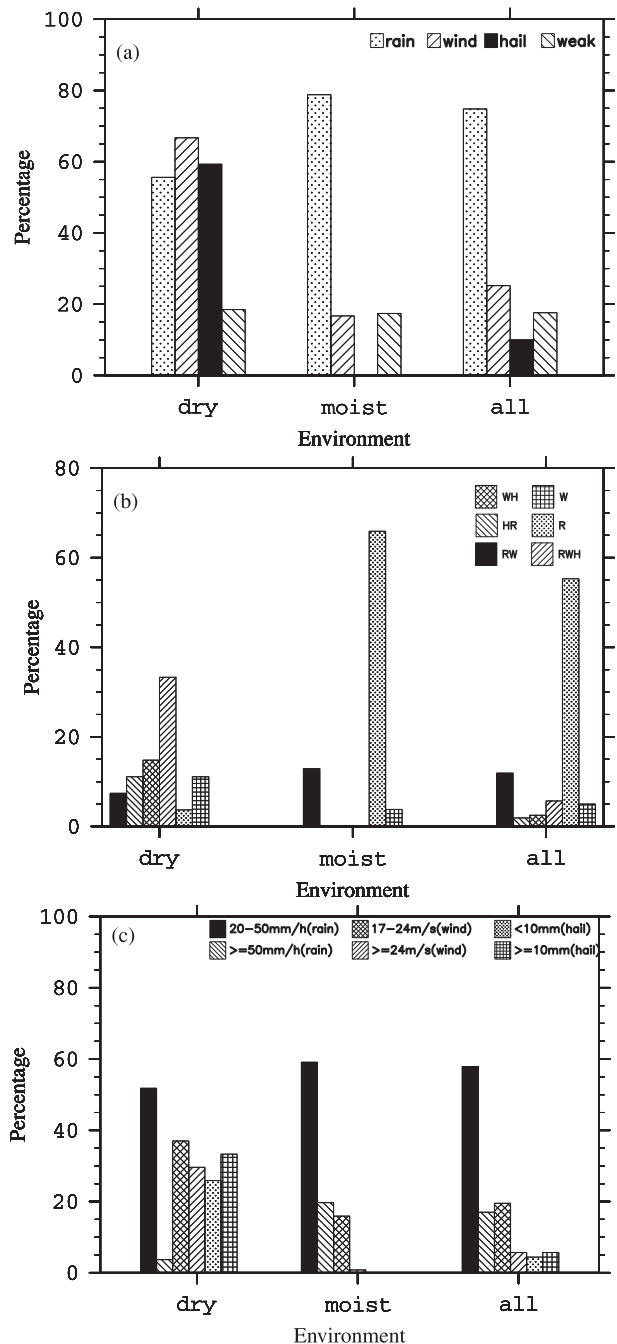 100
(a)
rain wind hail weak
80
60
40
20
0
Percentage
dry moist all
Environment
80
(b)
WH W
HR R
RW RWH
60
40
20
0
Percentage
dry moist all
Environment
100
(c)
20-50mm/h(rain) 17-24m/s(wind) <10mm(hail)
>=50mm/h(rain) >=24m/s(wind) >=10mm(hail)
80
60
40
20
0
Percentage
dry moist all
Environment